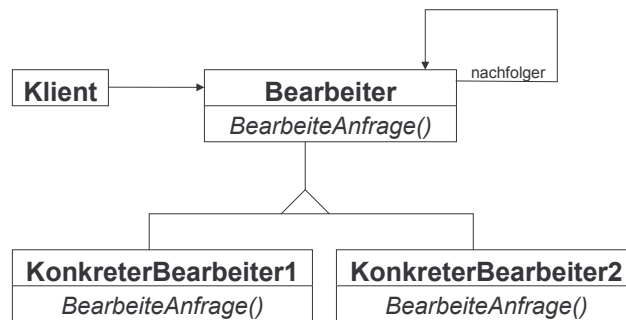 nachfolger
Klient
Bearbeiter
BearbeiteAnfrage()
KonkreterBearbeiter1
BearbeiteAnfrage()
KonkreterBearbeiter2
BearbeiteAnfrage()